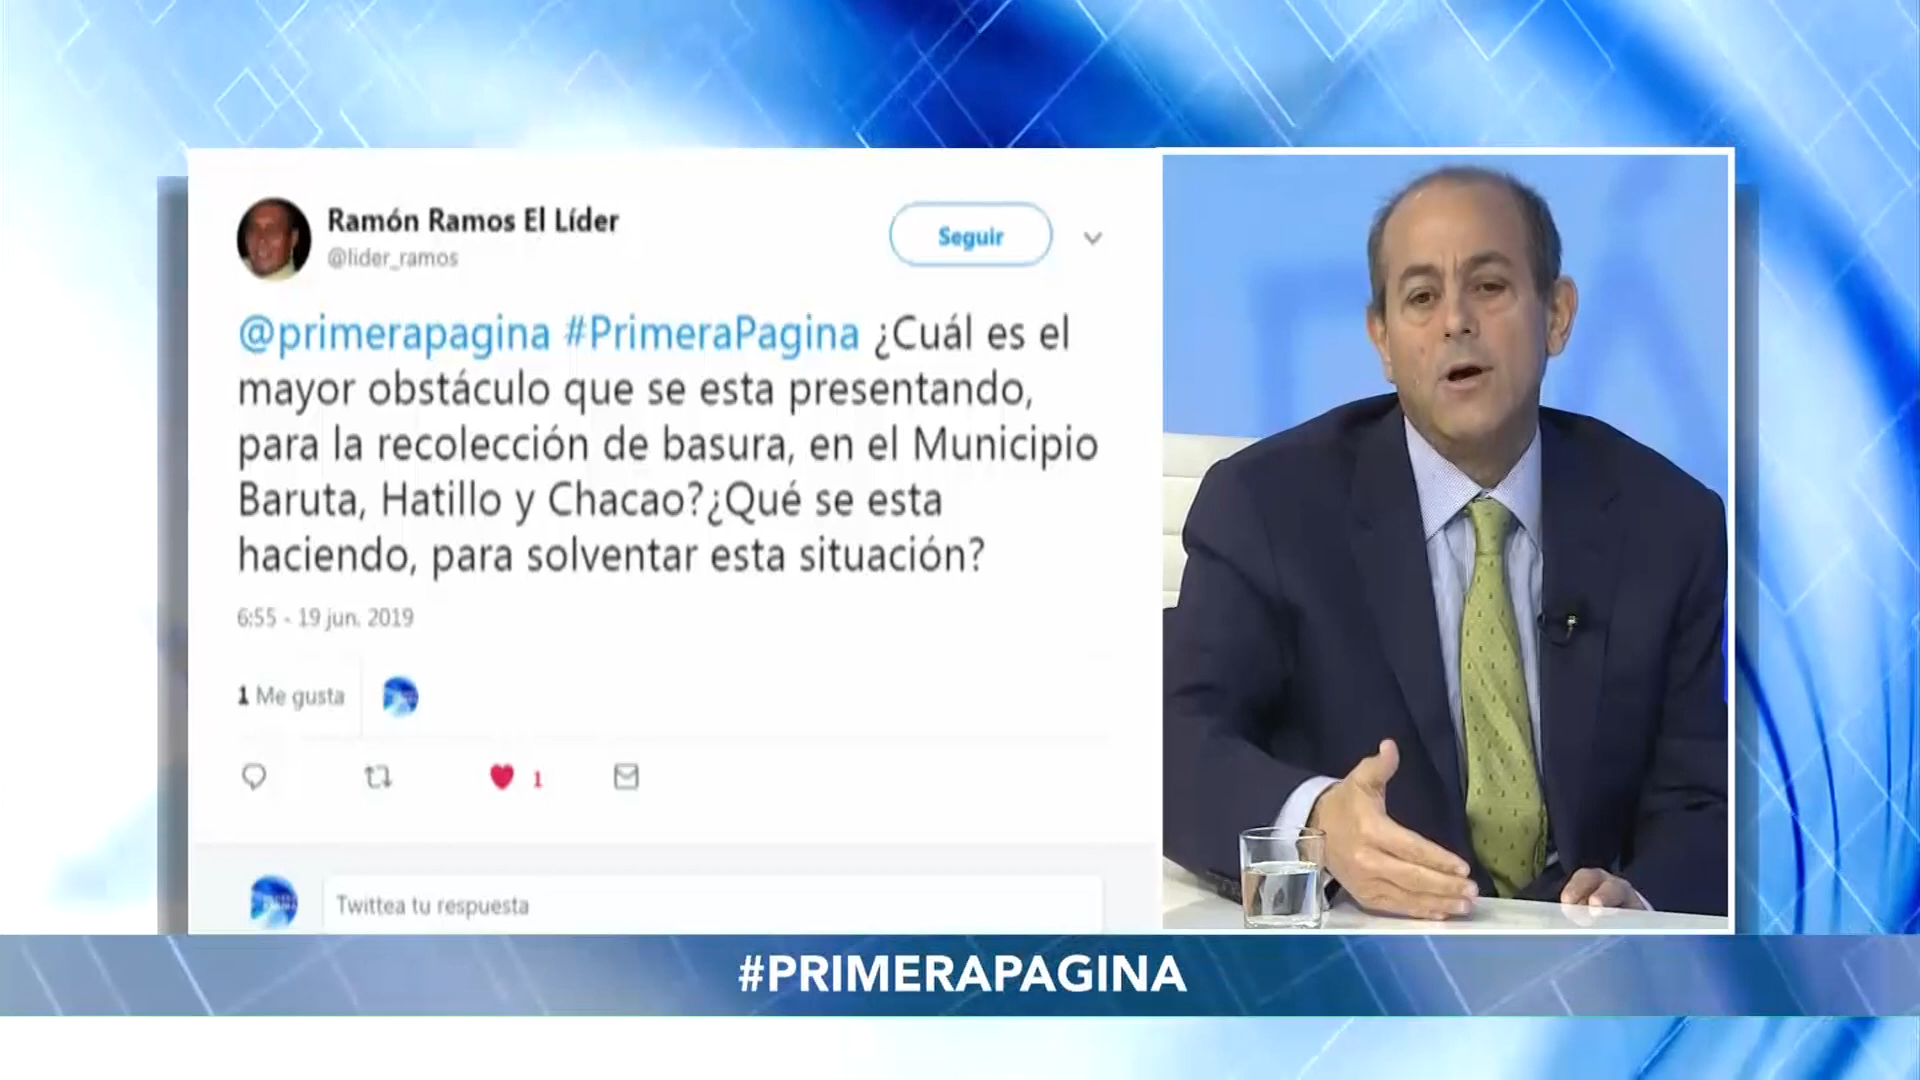 Ramón Ramos El Líder
@lider_ramos
Seguir
@primerapagina #PrimeraPagina ¿Cuál es el
mayor obstáculo que se esta presentando,
para la recolección de basura, en el Municipio
Baruta, Hatillo y Chacao?¿Qué se esta
haciendo, para solventar esta situación?
6:55 - 19 jun. 2019
1 Me gusta
1
Twittea tu respuesta
#PRIMERAPAGINA